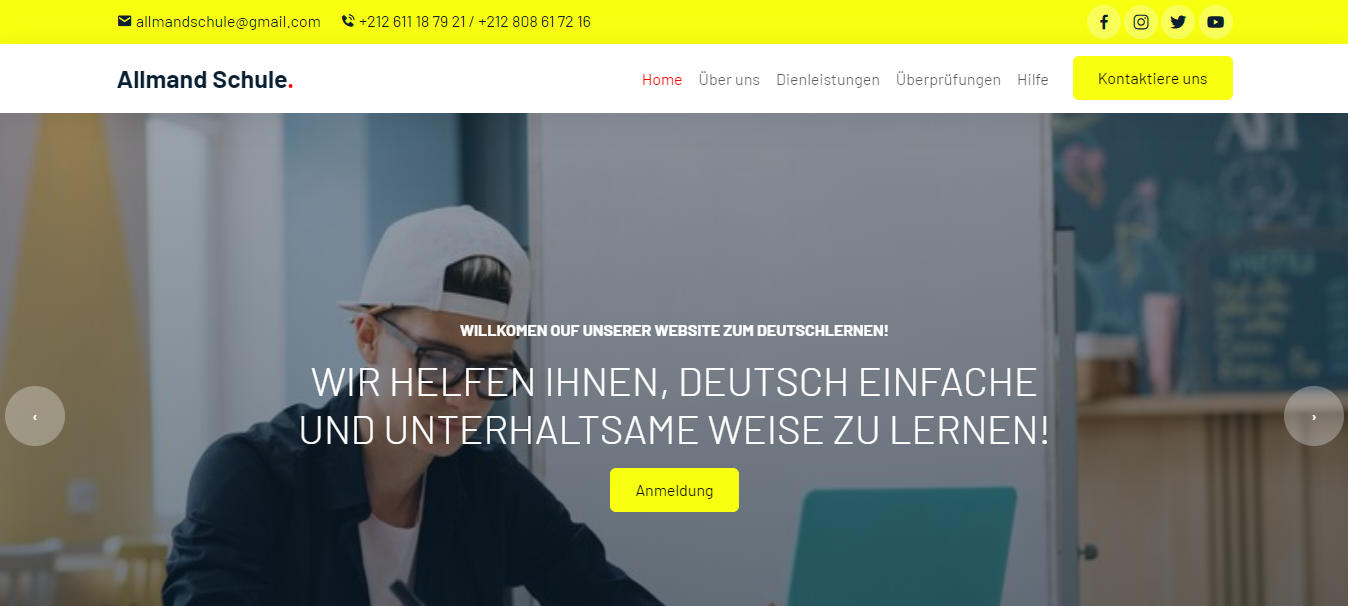 allmandschule@gmail.com +212 611 18 79 21 / +212 808 61 72 16
Allmand Schule.
Home Über uns Dienleistungen Überprüfungen Hilfe Kontaktiere uns
WILLKOMEN OUF UNSERER WEBSITE ZUM DEUTSCHLERNEN!
WIR HELFEN IHNEN, DEUTSCH EINFACHE
UND UNTERHALTSAME WEISE ZU LERNEN!
‹ ›
Anmeldung